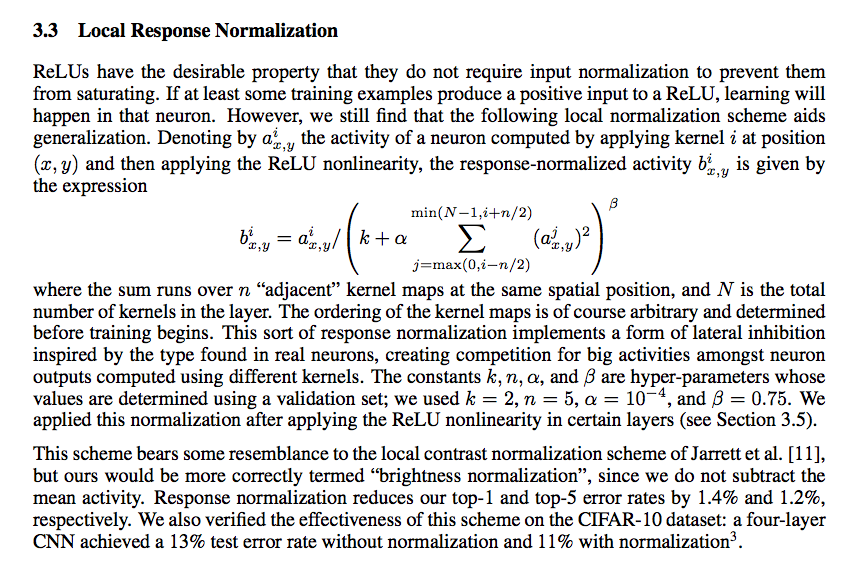 3.3 Local Response Normalization
ReLUs have the desirable property that they do not require input normalization to prevent them
from saturating. If at least some training examples produce a positive input to a ReLU, learning will
happen in that neuron. However, we still find that the following local normalization scheme aids
generalization. Denoting by a^i_{x,y} the activity of a neuron computed by applying kernel i at position
(x, y) and then applying the ReLU nonlinearity, the response-normalized activity b^i_{x,y} is given by
the expression
b^i_{x,y} = a^i_{x,y} / ( k + α ∑_{j=max(0,i−n/2)}^{min(N−1,i+n/2)} (a^j_{x,y})^2 )^β
where the sum runs over n “adjacent” kernel maps at the same spatial position, and N is the total
number of kernels in the layer. The ordering of the kernel maps is of course arbitrary and determined
before training begins. This sort of response normalization implements a form of lateral inhibition
inspired by the type found in real neurons, creating competition for big activities amongst neuron
outputs computed using different kernels. The constants k, n, α, and β are hyper-parameters whose
values are determined using a validation set; we used k = 2, n = 5, α = 10^{−4}, and β = 0.75. We
applied this normalization after applying the ReLU nonlinearity in certain layers (see Section 3.5).
This scheme bears some resemblance to the local contrast normalization scheme of Jarrett et al. [11],
but ours would be more correctly termed “brightness normalization”, since we do not subtract the
mean activity. Response normalization reduces our top-1 and top-5 error rates by 1.4% and 1.2%,
respectively. We also verified the effectiveness of this scheme on the CIFAR-10 dataset: a four-layer
CNN achieved a 13% test error rate without normalization and 11% with normalization³.